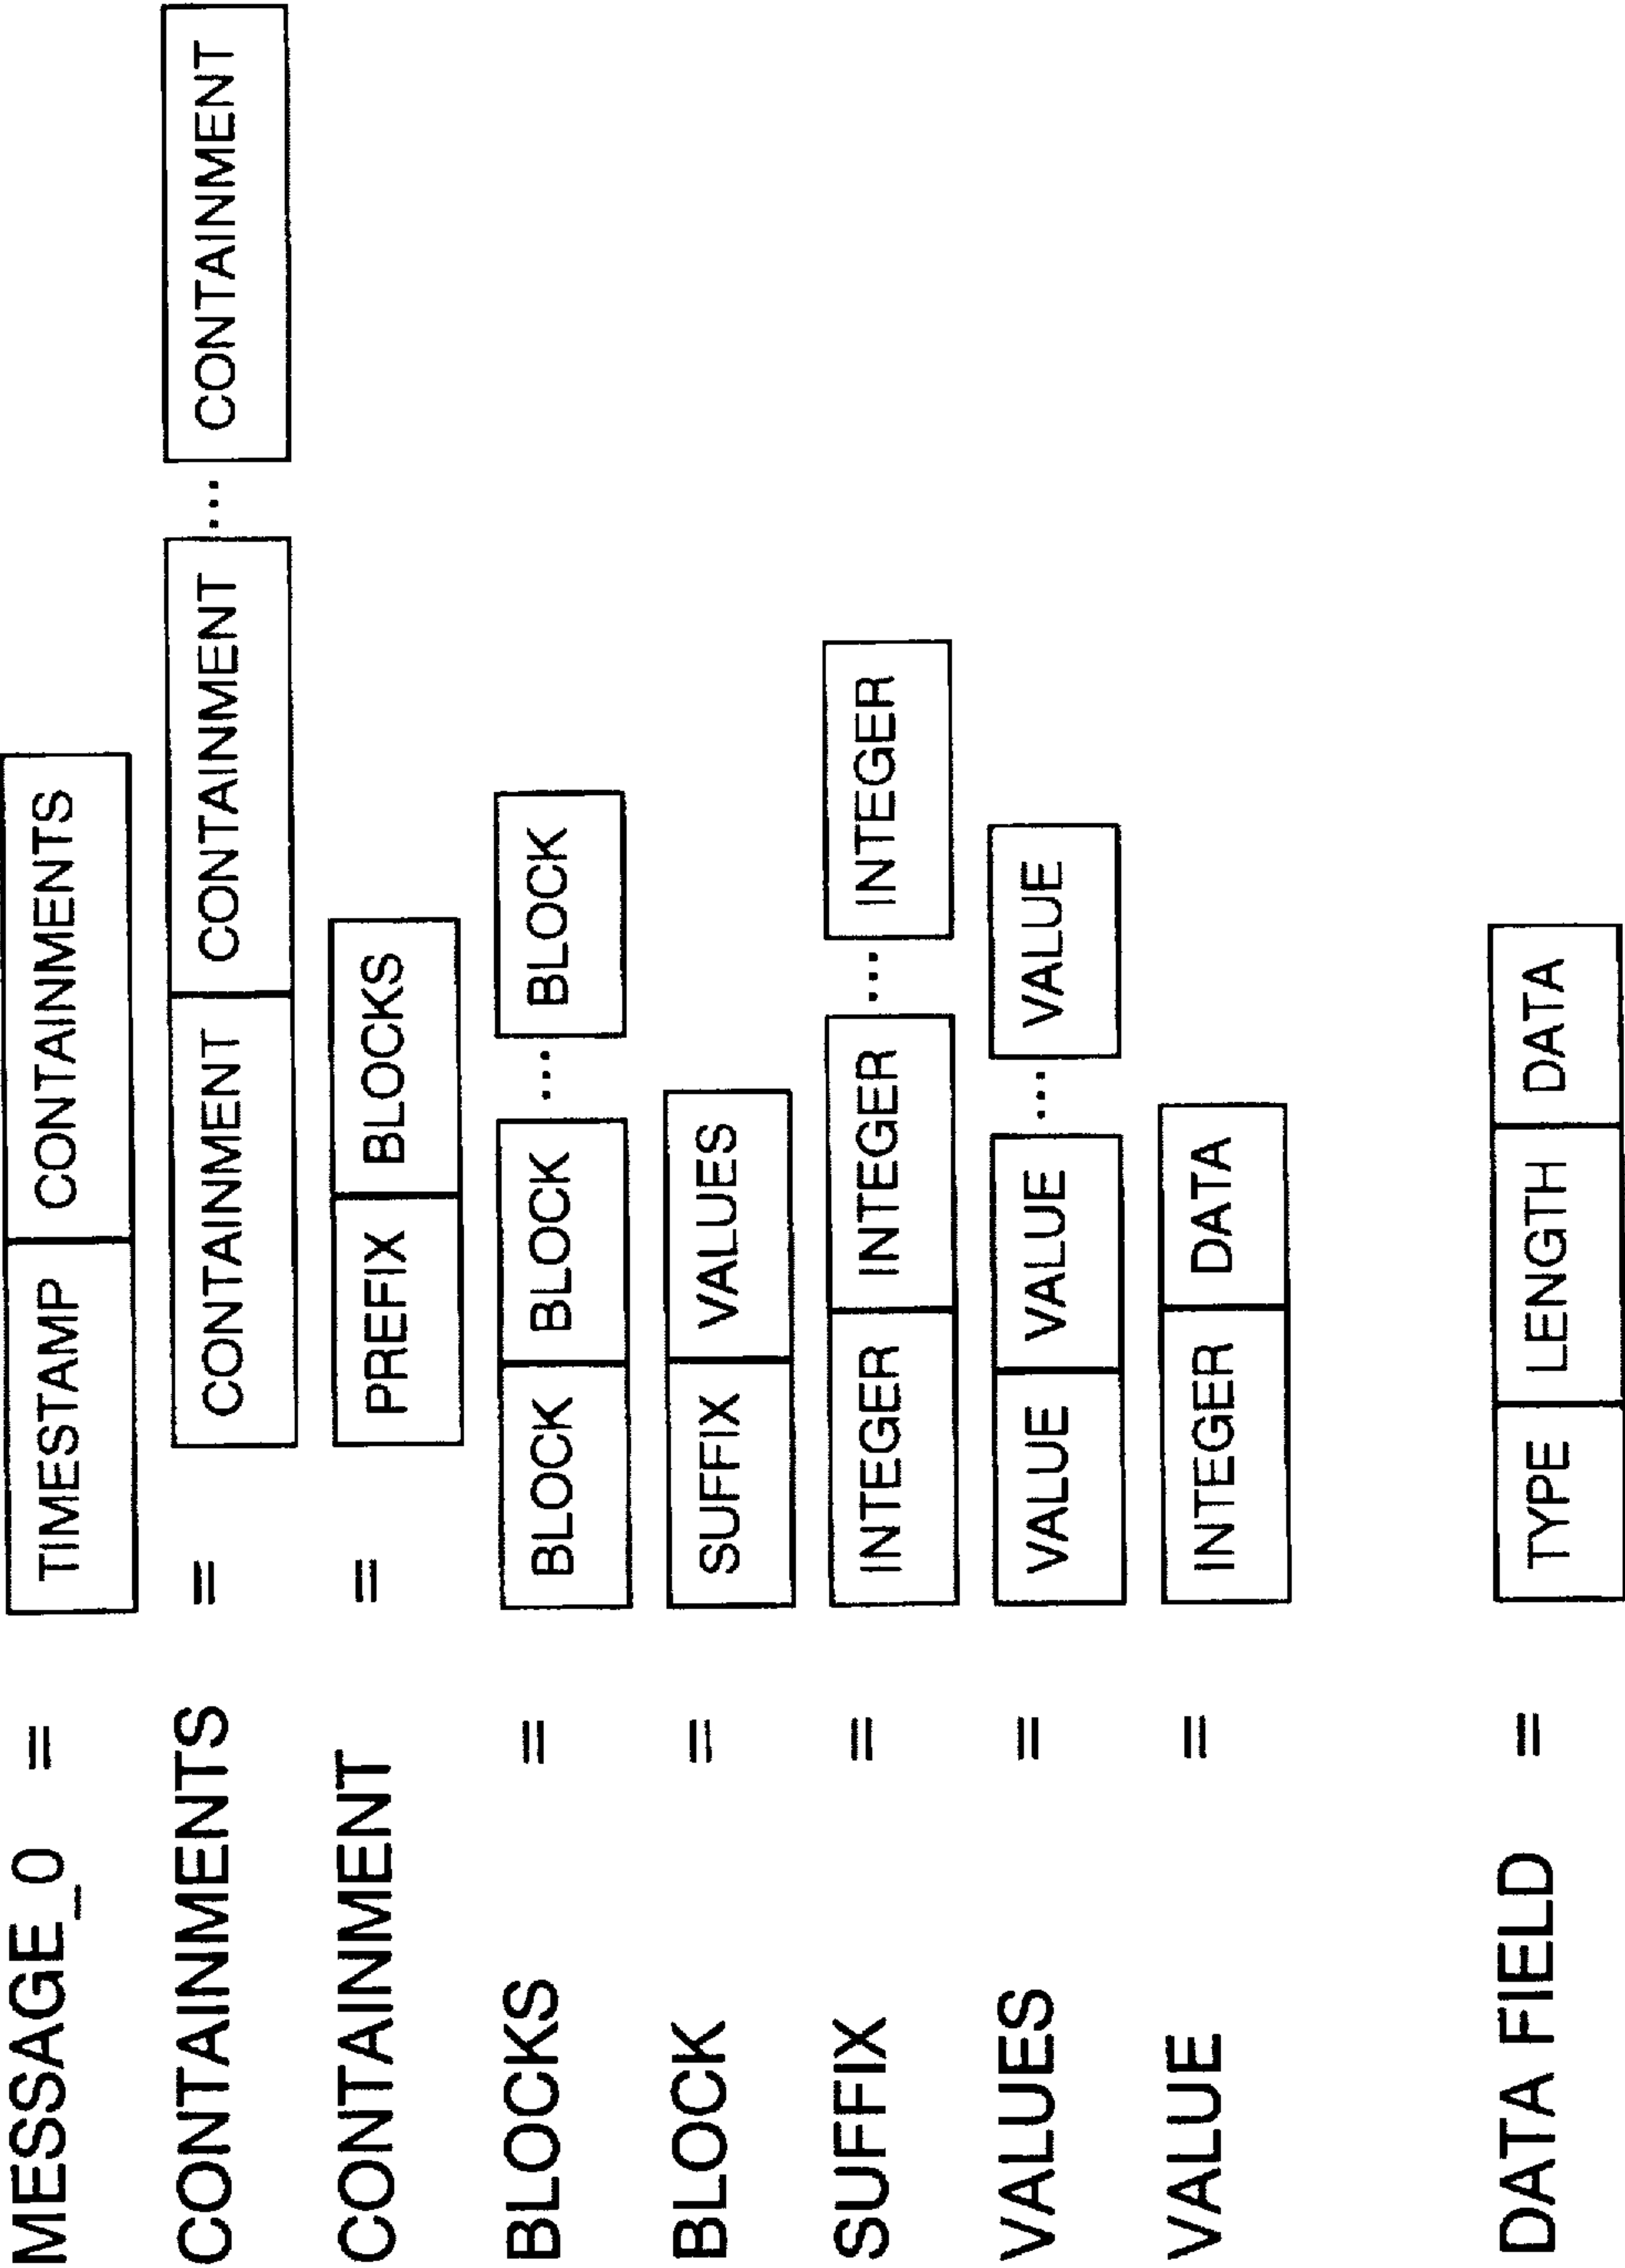 MESSAGE_0 = TIMESTAMP CONTAINMENTS
CONTAINMENTS = CONTAINMENT CONTAINMENT ... CONTAINMENT
CONTAINMENT = PREFIX BLOCKS
BLOCKS = BLOCK BLOCK ... BLOCK
BLOCK = SUFFIX VALUES
SUFFIX = INTEGER INTEGER ... INTEGER
VALUES = VALUE VALUE ... VALUE
VALUE = INTEGER DATA
DATA FIELD = TYPE LENGTH DATA